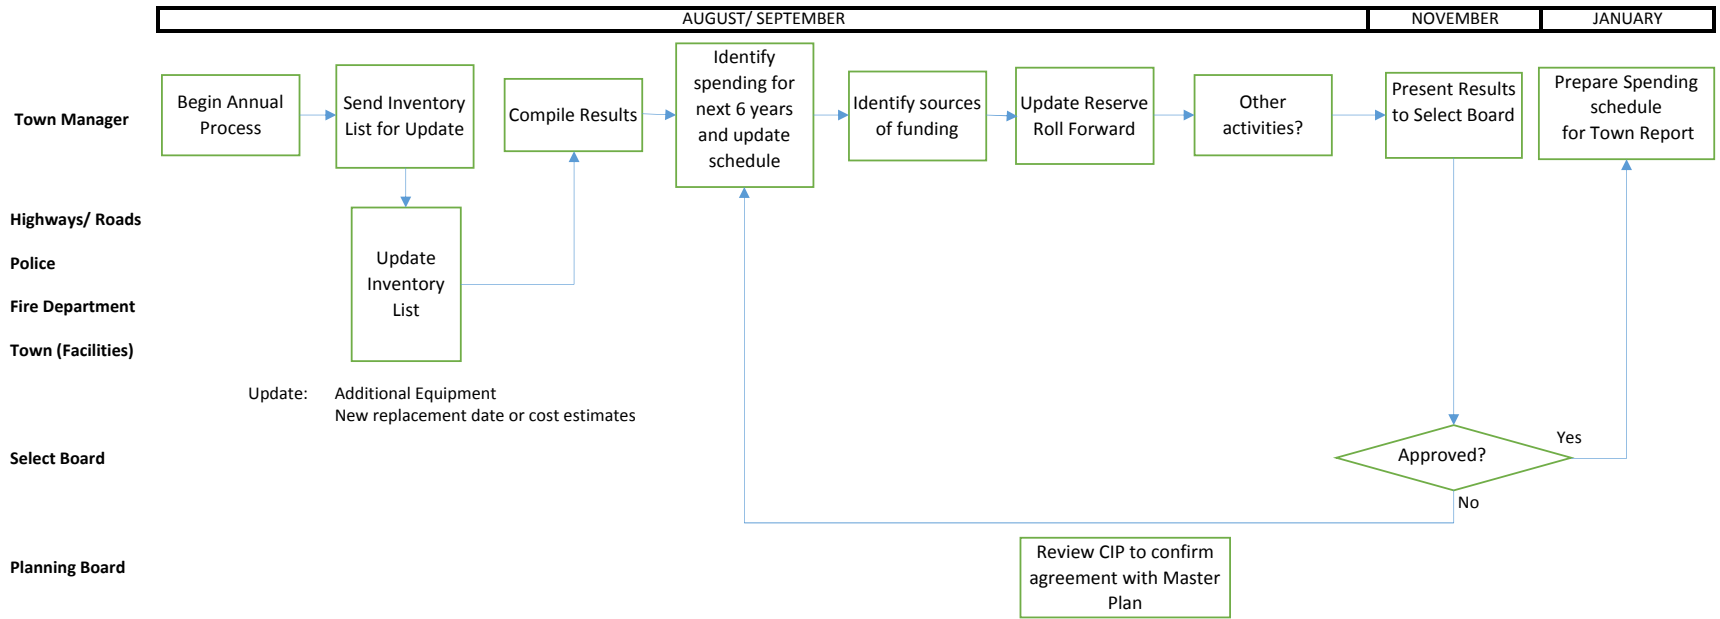 AUGUST/ SEPTEMBER
NOVEMBER
JANUARY
Town Manager
Begin Annual
Process
Send Inventory
List for Update
Compile Results
Identify
spending for
next 6 years
and update
schedule
Identify sources
of funding
Update Reserve
Roll Forward
Other
activities?
Present Results
to Select Board
Prepare Spending
schedule
for Town Report
Highways/ Roads
Police
Fire Department
Town (Facilities)
Update
Inventory
List
Update: Additional Equipment
New replacement date or cost estimates
Select Board
Approved?
Yes
No
Planning Board
Review CIP to confirm
agreement with Master
Plan